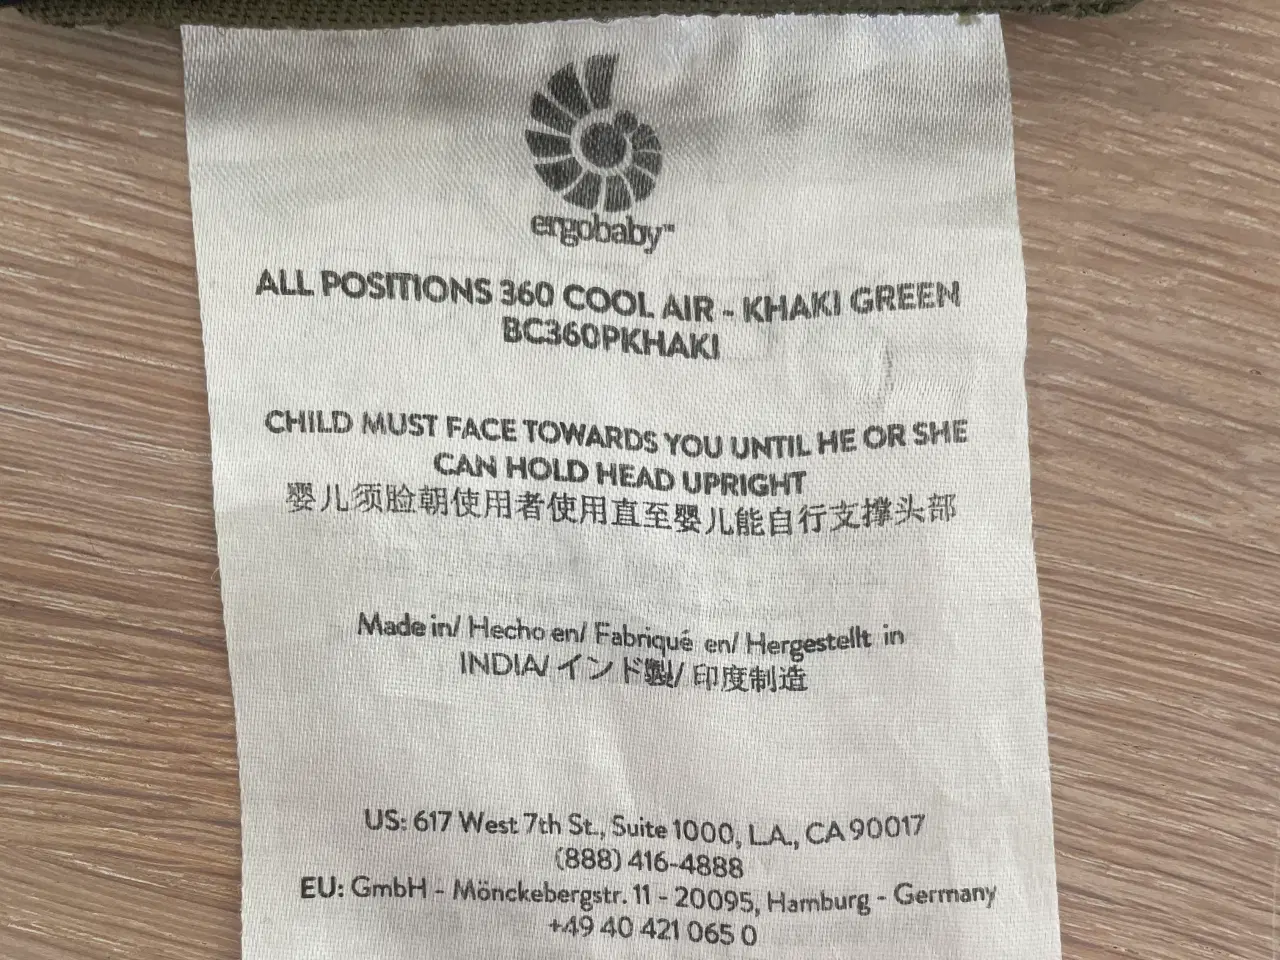 ergobaby™
ALL POSITIONS 360 COOL AIR - KHAKI GREEN
BC360PKHAKI
CHILD MUST FACE TOWARDS YOU UNTIL HE OR SHE
CAN HOLD HEAD UPRIGHT
婴儿须脸朝使用者使用直至婴儿能自行支撑头部
Made in/ Hecho en/ Fabriqué en/ Hergestellt in
INDIA/ インド製/ 印度制造
US: 617 West 7th St., Suite 1000, L.A., CA 90017
(888) 416-4888
EU: GmbH - Mönckebergstr. 11 - 20095, Hamburg - Germany
+49 40 421 065 0